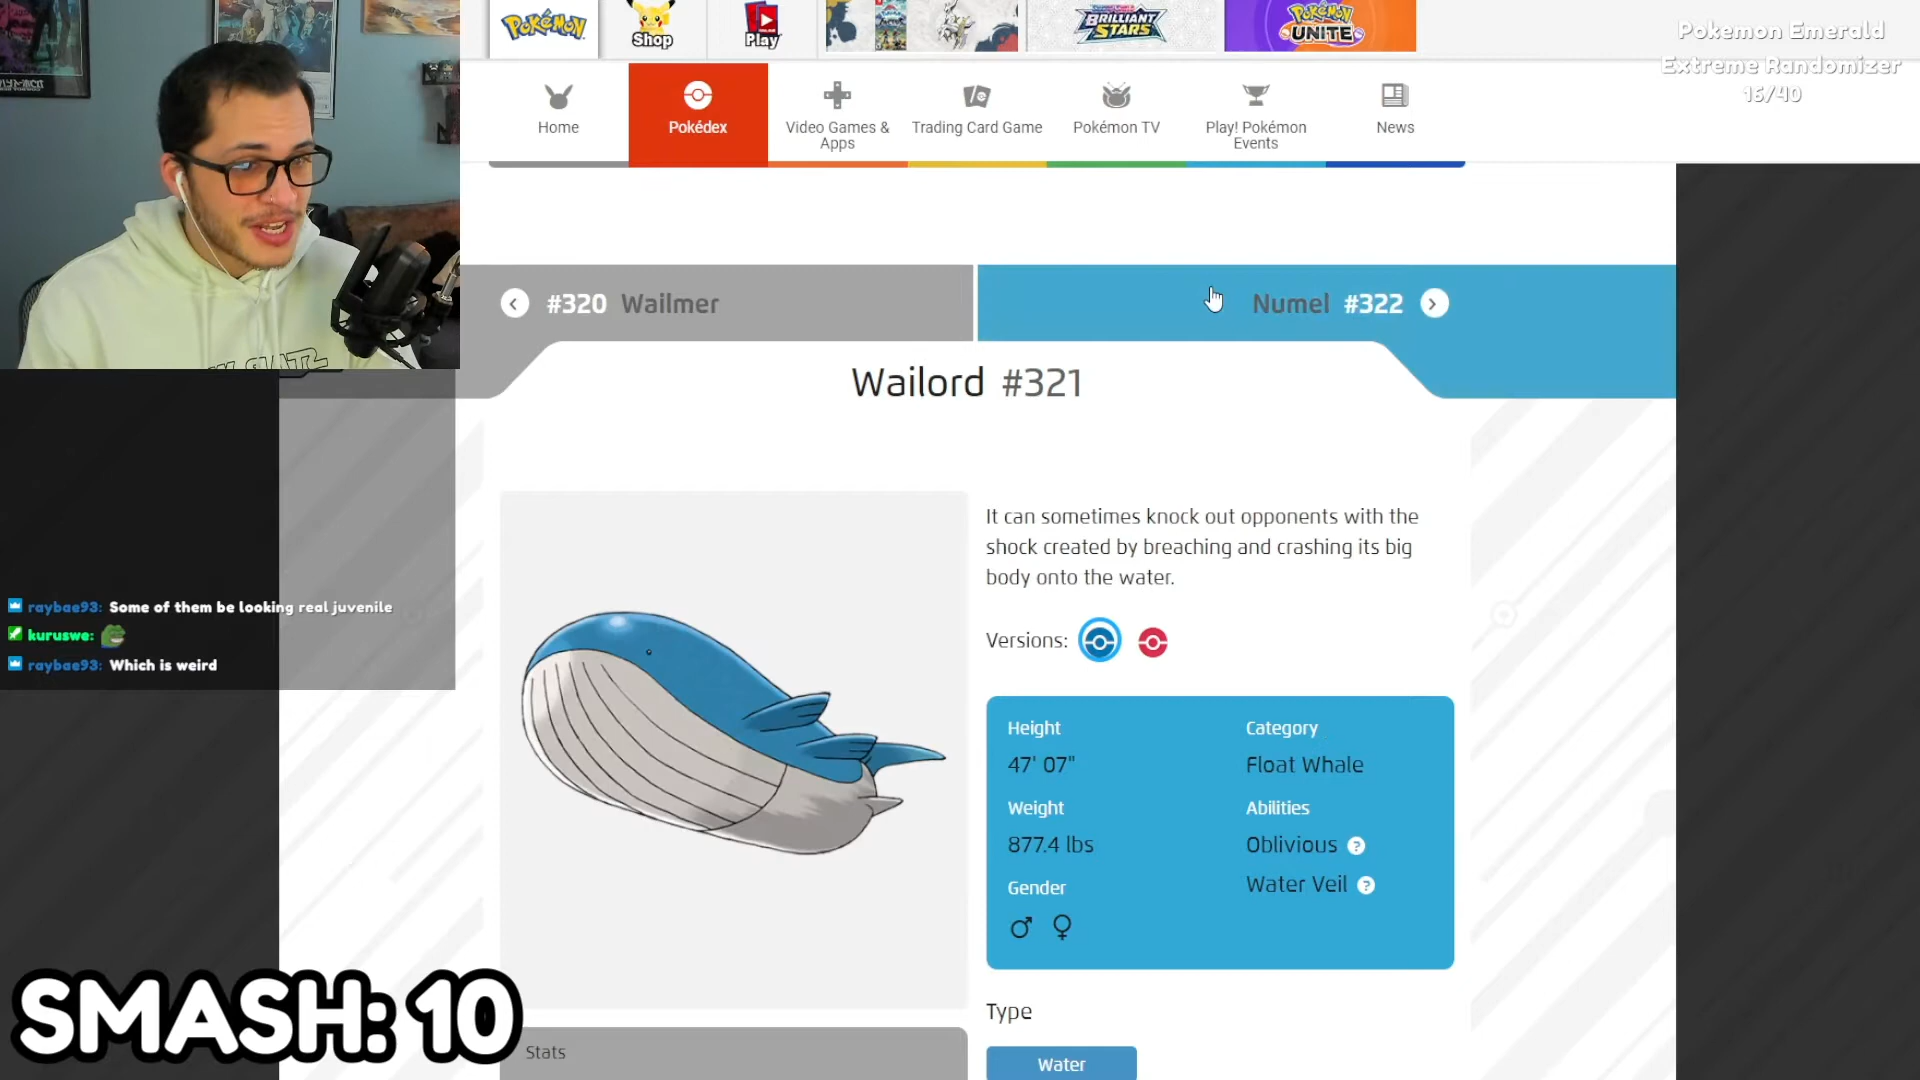 Pokémon
Shop
Play!
BRILLIANT
STARS
Pokémon
UNITE
Pokemon Emerald
Extreme Randomizer
16/40
Home
Pokédex
Video Games &
Apps
Trading Card Game
Pokémon TV
Play! Pokémon
Events
News
#320 Wailmer
Numel #322
Wailord #321
It can sometimes knock out opponents with the
shock created by breaching and crashing its big
body onto the water.
Versions:
Height
47' 07"
Weight
877.4 lbs
Gender
Category
Float Whale
Abilities
Oblivious ?
Water Veil ?
Type
Water
Stats
raybae93: Some of them be looking real juvenile
kuruswe:
raybae93: Which is weird
SMASH: 10